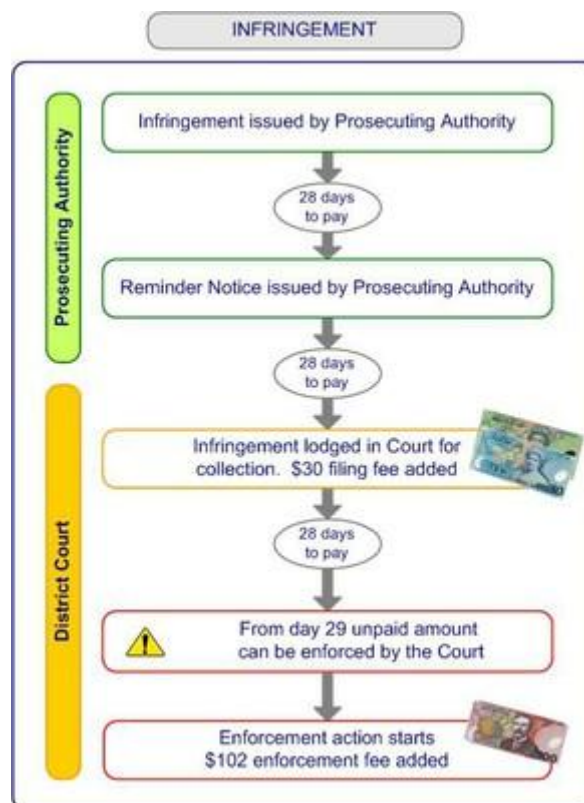 INFRINGEMENT
Prosecuting Authority
Infringement issued by Prosecuting Authority
28 days
to pay
Reminder Notice issued by Prosecuting Authority
28 days
to pay
District Court
Infringement lodged in Court for
collection. $30 filing fee added
28 days
to pay
From day 29 unpaid amount
can be enforced by the Court
Enforcement action starts
$102 enforcement fee added